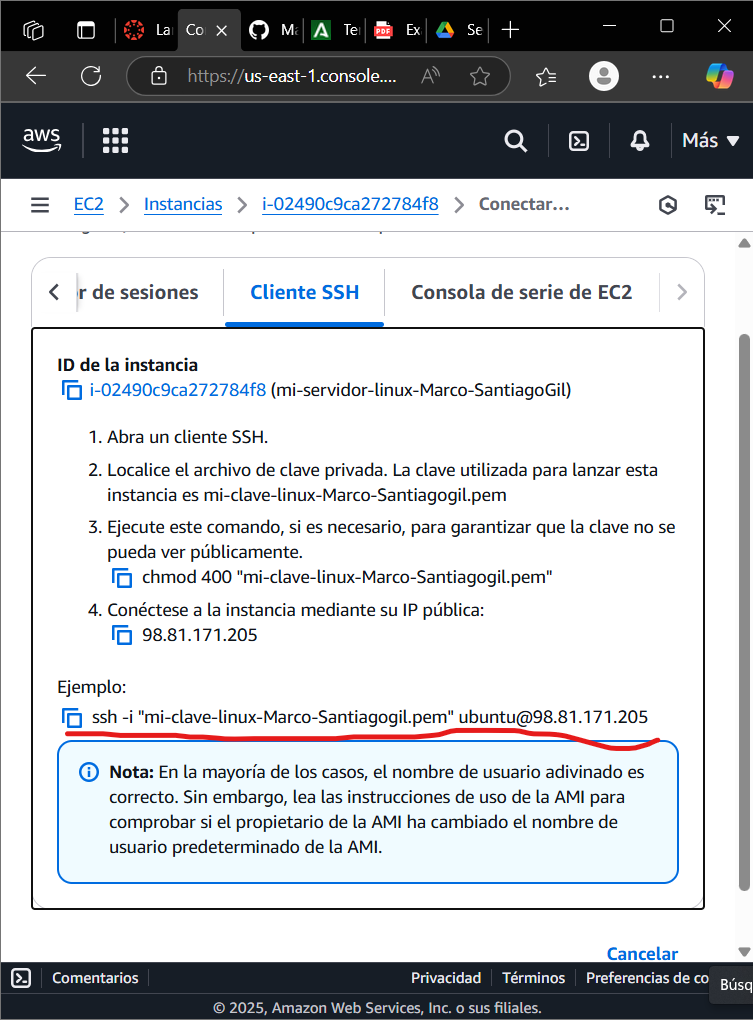 La
Co
Ma
Te
PDF
Ex
Se
https://us-east-1.console....
aws
Más
EC2
Instancias
i-02490c9ca272784f8
Conectar...
r de sesiones
Cliente SSH
Consola de serie de EC2
ID de la instancia
i-02490c9ca272784f8 (mi-servidor-linux-Marco-SantiagoGil)
1. Abra un cliente SSH.
2. Localice el archivo de clave privada. La clave utilizada para lanzar esta
instancia es mi-clave-linux-Marco-Santiagogil.pem
3. Ejecute este comando, si es necesario, para garantizar que la clave no se
pueda ver públicamente.
chmod 400 "mi-clave-linux-Marco-Santiagogil.pem"
4. Conéctese a la instancia mediante su IP pública:
98.81.171.205
Ejemplo:
ssh -i "mi-clave-linux-Marco-Santiagogil.pem" ubuntu@98.81.171.205
Nota: En la mayoría de los casos, el nombre de usuario adivinado es
correcto. Sin embargo, lea las instrucciones de uso de la AMI para
comprobar si el propietario de la AMI ha cambiado el nombre de
usuario predeterminado de la AMI.
Cancelar
Comentarios
Privacidad
Términos
Preferencias de co
Búsq
© 2025, Amazon Web Services, Inc. o sus filiales.